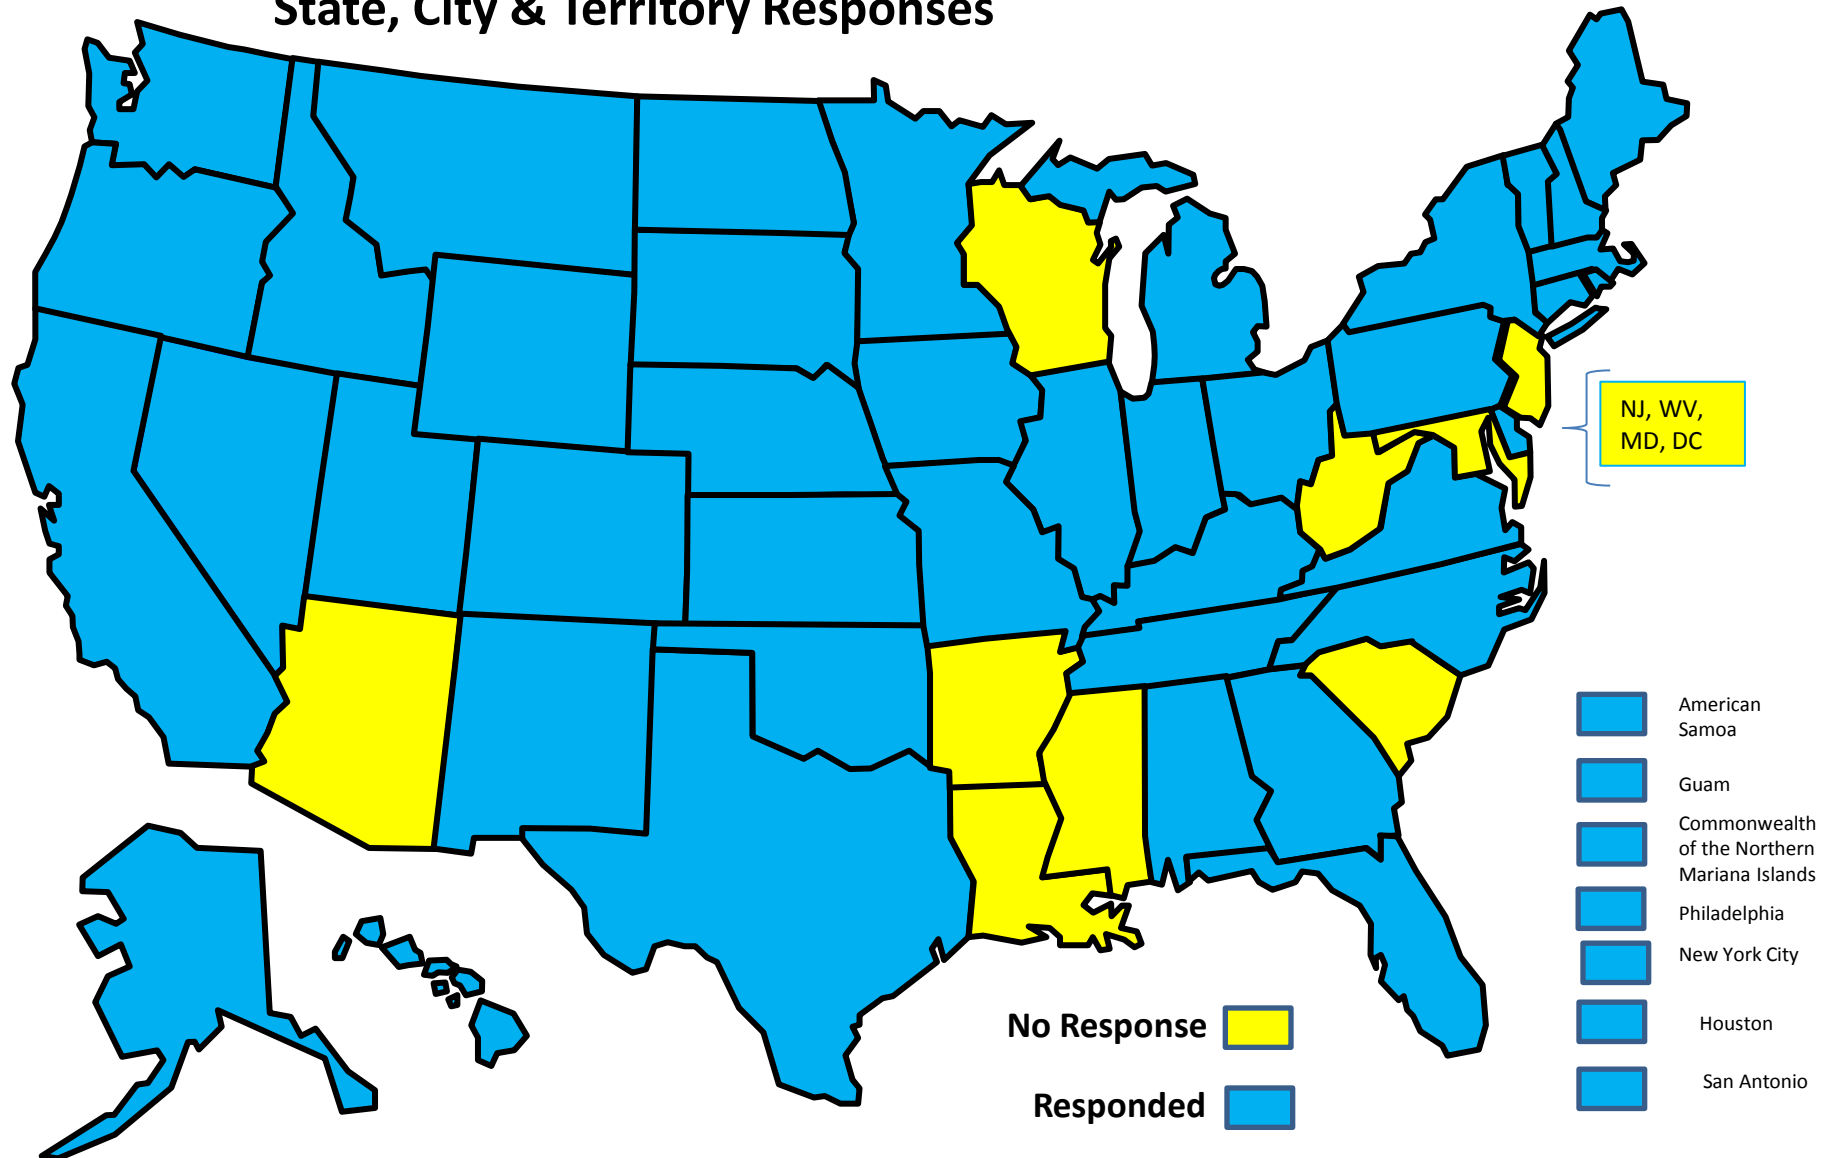 State, City & Territory Responses
NJ, WV,
MD, DC
American
Samoa
Guam
Commonwealth
of the Northern
Mariana Islands
Philadelphia
New York City
Houston
San Antonio
No Response
Responded